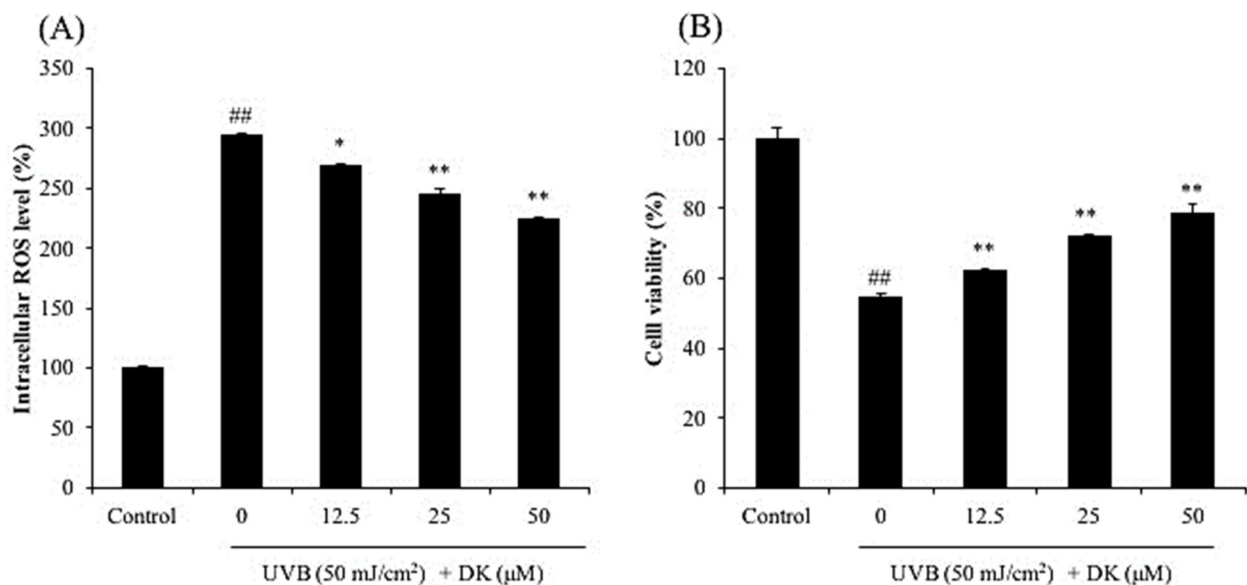 (A)
Intracellular ROS level (%)
350
300
250
200
150
100
50
0
##
*
**
**
Control 0 12.5 25 50
UVB (50 mJ/cm²) + DK (μM)
(B)
Celll viability (%)
120
100
80
60
40
20
0
##
**
**
**
Control 0 12.5 25 50
UVB (50 mJ/cm²) + DK (μM)